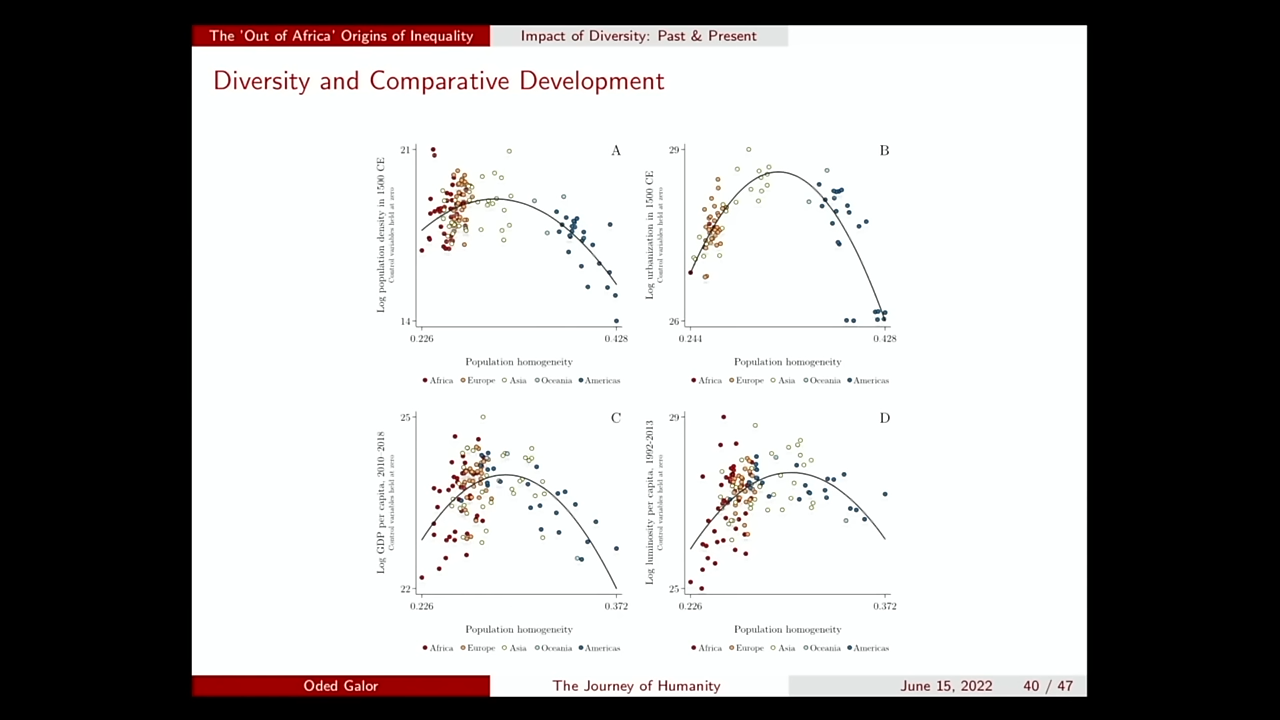 The 'Out of Africa' Origins of Inequality
Impact of Diversity: Past & Present
Diversity and Comparative Development
A
21
14
Log population density in 1500 CE
Control variables held at zero
0.226
0.428
Population homogeneity
Africa Europe Asia Oceania Americas
B
29
26
Log urbanization in 1500 CE
Control variables held at zero
0.244
0.428
Population homogeneity
Africa Europe Asia Oceania Americas
C
25
22
Log GDP per capita, 2010-2018
Control variables held at zero
0.226
0.372
Population homogeneity
Africa Europe Asia Oceania Americas
D
29
25
Log luminosity per capita, 1992-2013
Control variables held at zero
0.226
0.372
Population homogeneity
Africa Europe Asia Oceania Americas
Oded Galor
The Journey of Humanity
June 15, 2022
40 / 47